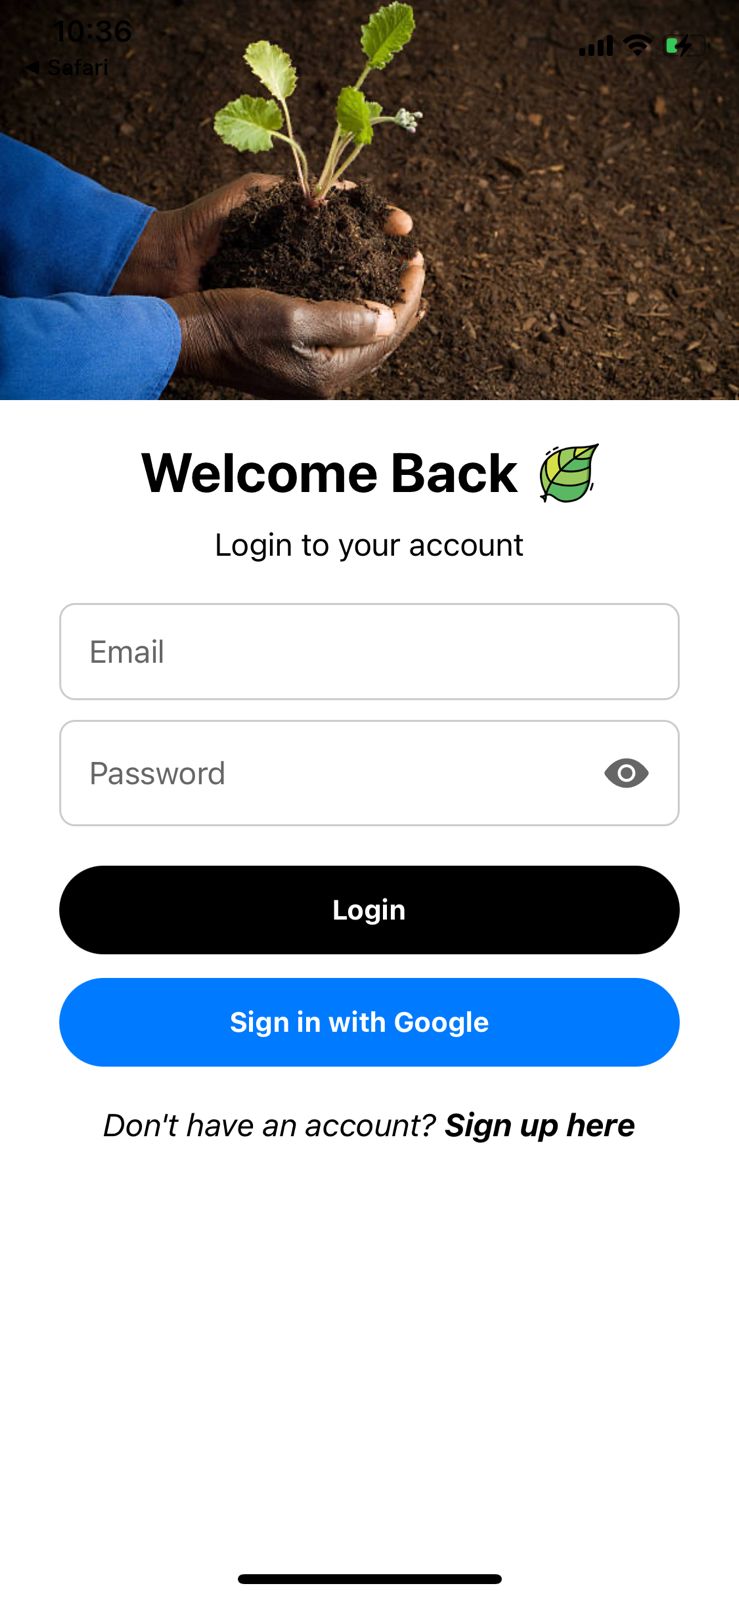 10:36
◀ Safari
Welcome Back
Login to your account
Email
Password
Login
Sign in with Google
Don't have an account? Sign up here